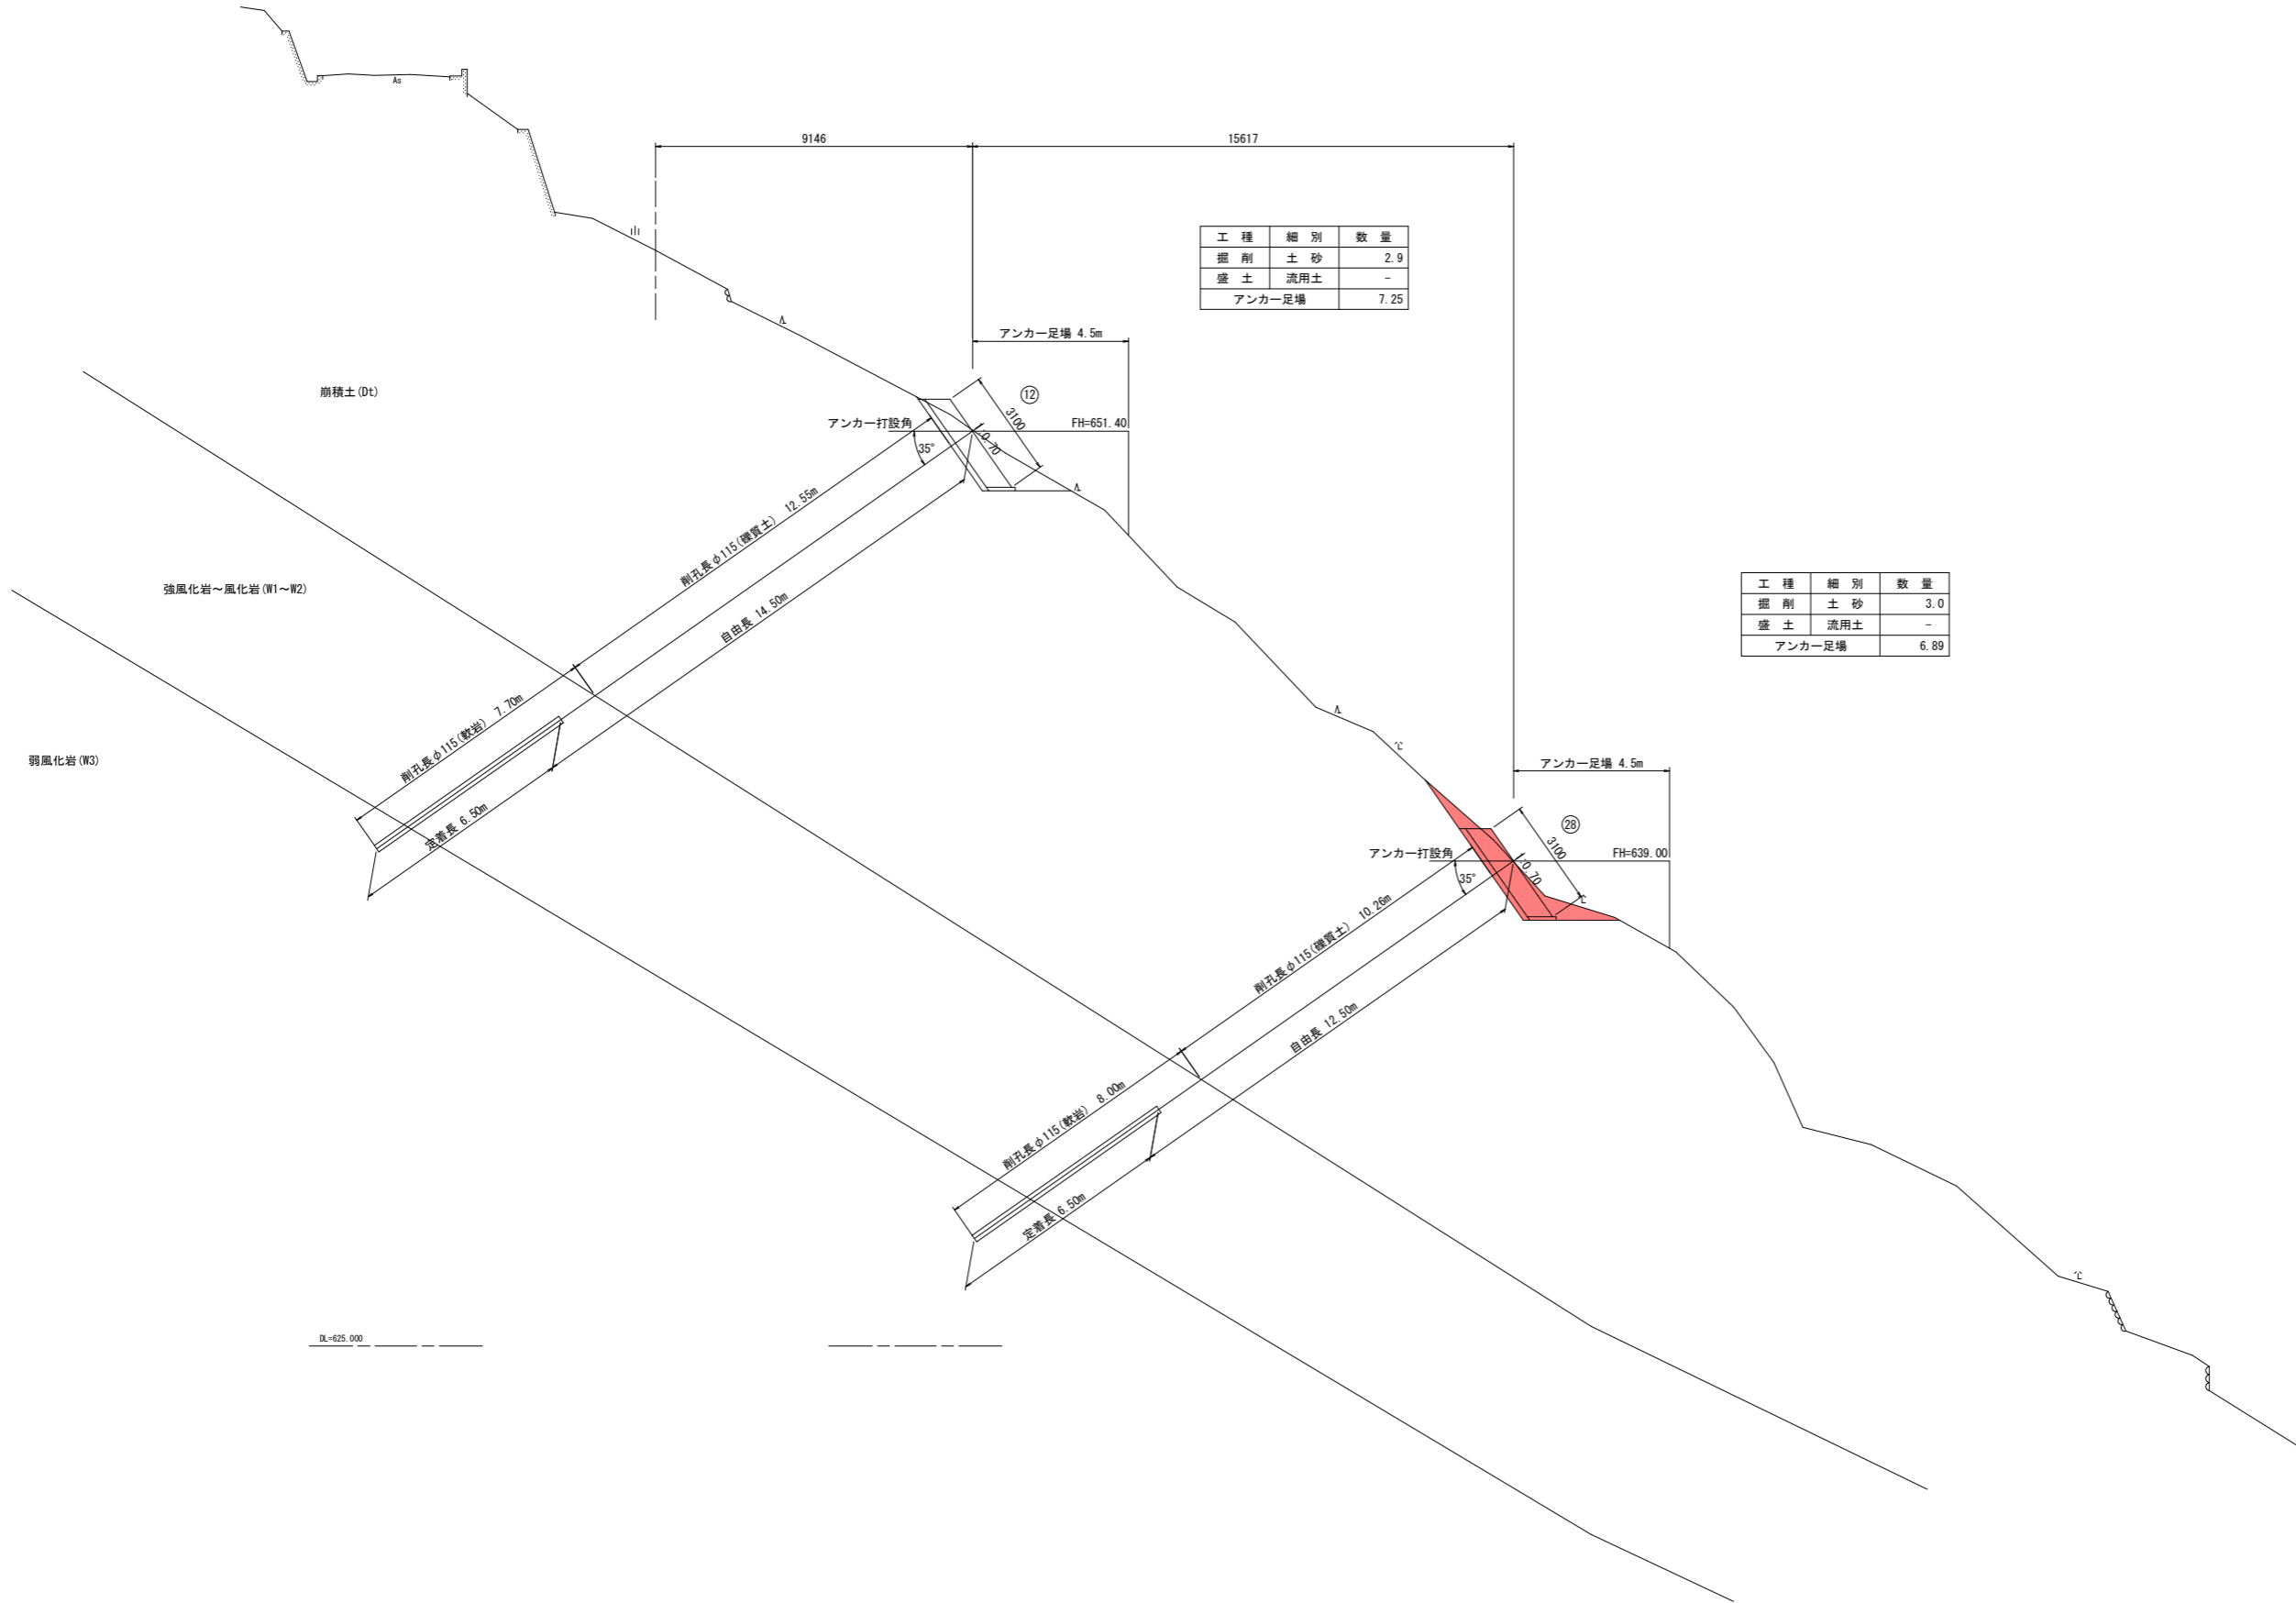 As
9146
15617
工 種 細 別 数 量
掘 削 土 砂 2.9
盛 土 流用土 -
アンカー足場 7.25
アンカー足場 4.5m
崩積土(Dt)
⑫
3100
アンカー打設角
FH=651.40
0.70
35°
削孔長φ115(礫質土) 12.55m
自由長 14.50m
強風化岩~風化岩(W1~W2)
工 種 細 別 数 量
掘 削 土 砂 3.0
盛 土 流用土 -
アンカー足場 6.89
削孔長φ115(軟岩) 7.70m
定着長 6.50m
弱風化岩(W3)
アンカー足場 4.5m
㉘
3100
アンカー打設角
FH=639.00
0.70
35°
削孔長φ115(礫質土) 10.26m
自由長 12.50m
削孔長φ115(軟岩) 8.00m
定着長 6.50m
DL=625.000